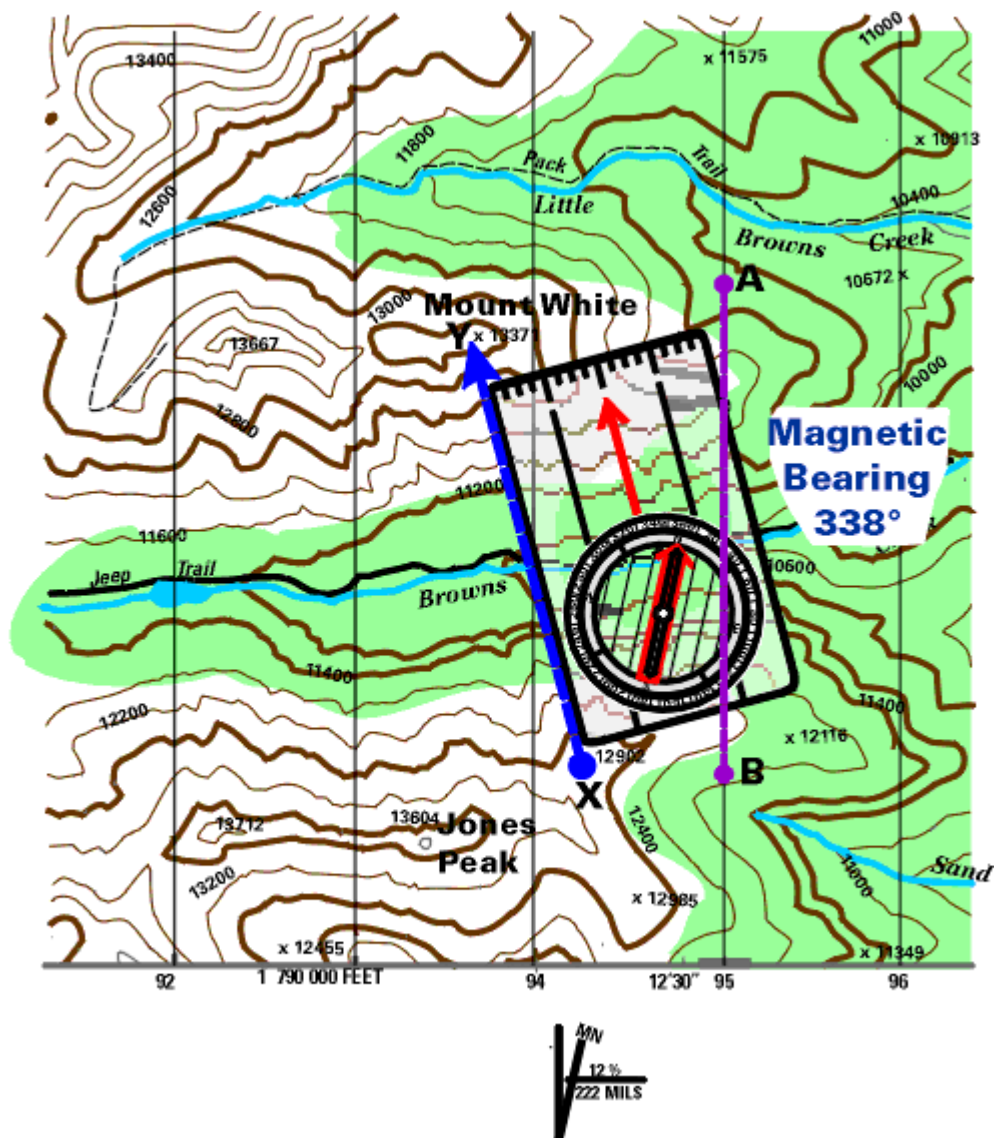 11000
13400
x 11575
11800
Pack
Trail
x 10913
12600
Little
10400
Browns
Creek
A
10672 x
13000
Mount White
Y x 13371
13667
10000
12800
Magnetic
Bearing
338°
11200
11600
Jeep Trail
Browns
10600
11400
11400
12200
x 12116
12902
X
B
13712
13604
Jones
Peak
12400
13200
11000
Sand
x 12985
x 12455
x 11349
92
1 790 000 FEET
94
12'30"
95
96
MN
12 ½
222 MILS